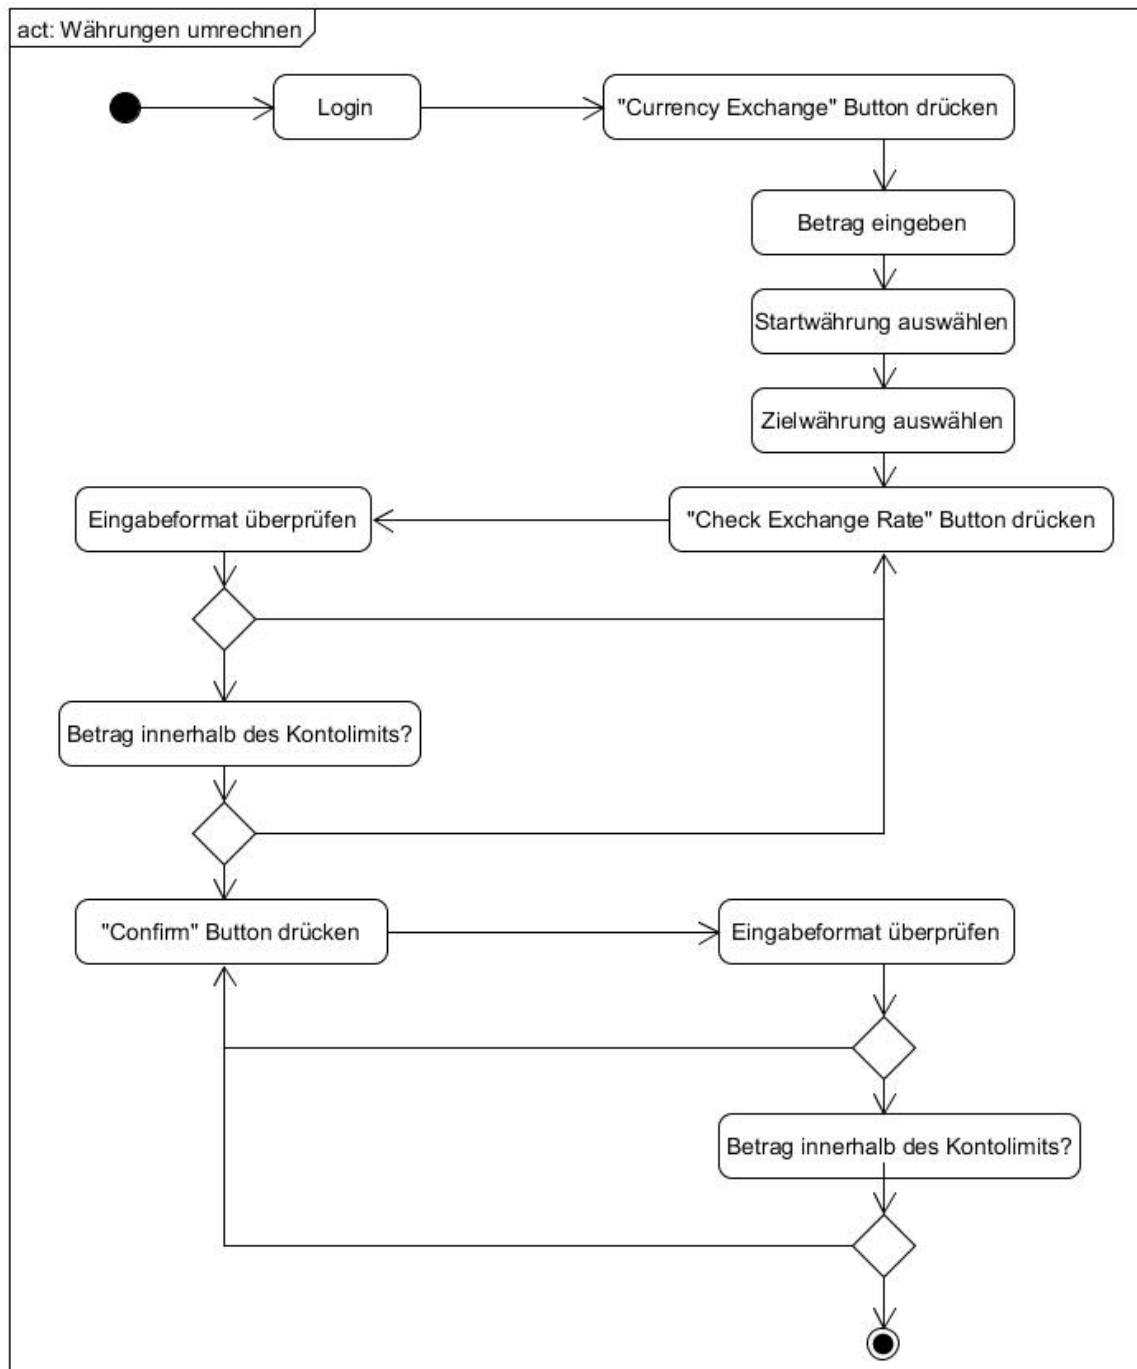 act: Währungen umrechnen
Login
"Currency Exchange" Button drücken
Betrag eingeben
Startwährung auswählen
Zielwährung auswählen
"Check Exchange Rate" Button drücken
Eingabeformat überprüfen
Betrag innerhalb des Kontolimits?
"Confirm" Button drücken
Eingabeformat überprüfen
Betrag innerhalb des Kontolimits?